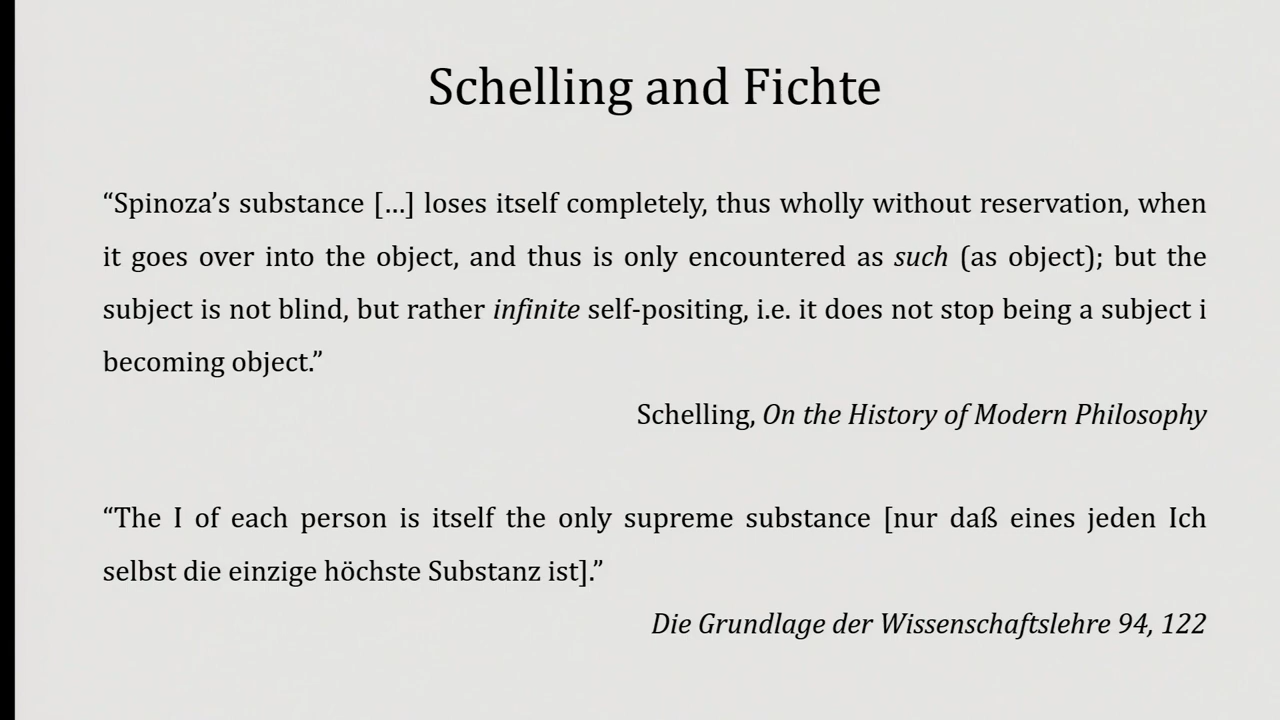 Schelling and Fichte
“Spinoza’s substance […] loses itself completely, thus wholly without reservation, when
it goes over into the object, and thus is only encountered as such (as object); but the
subject is not blind, but rather infinite self-positing, i.e. it does not stop being a subject i
becoming object.”
Schelling, On the History of Modern Philosophy
“The I of each person is itself the only supreme substance [nur daß eines jeden Ich
selbst die einzige höchste Substanz ist].”
Die Grundlage der Wissenschaftslehre 94, 122